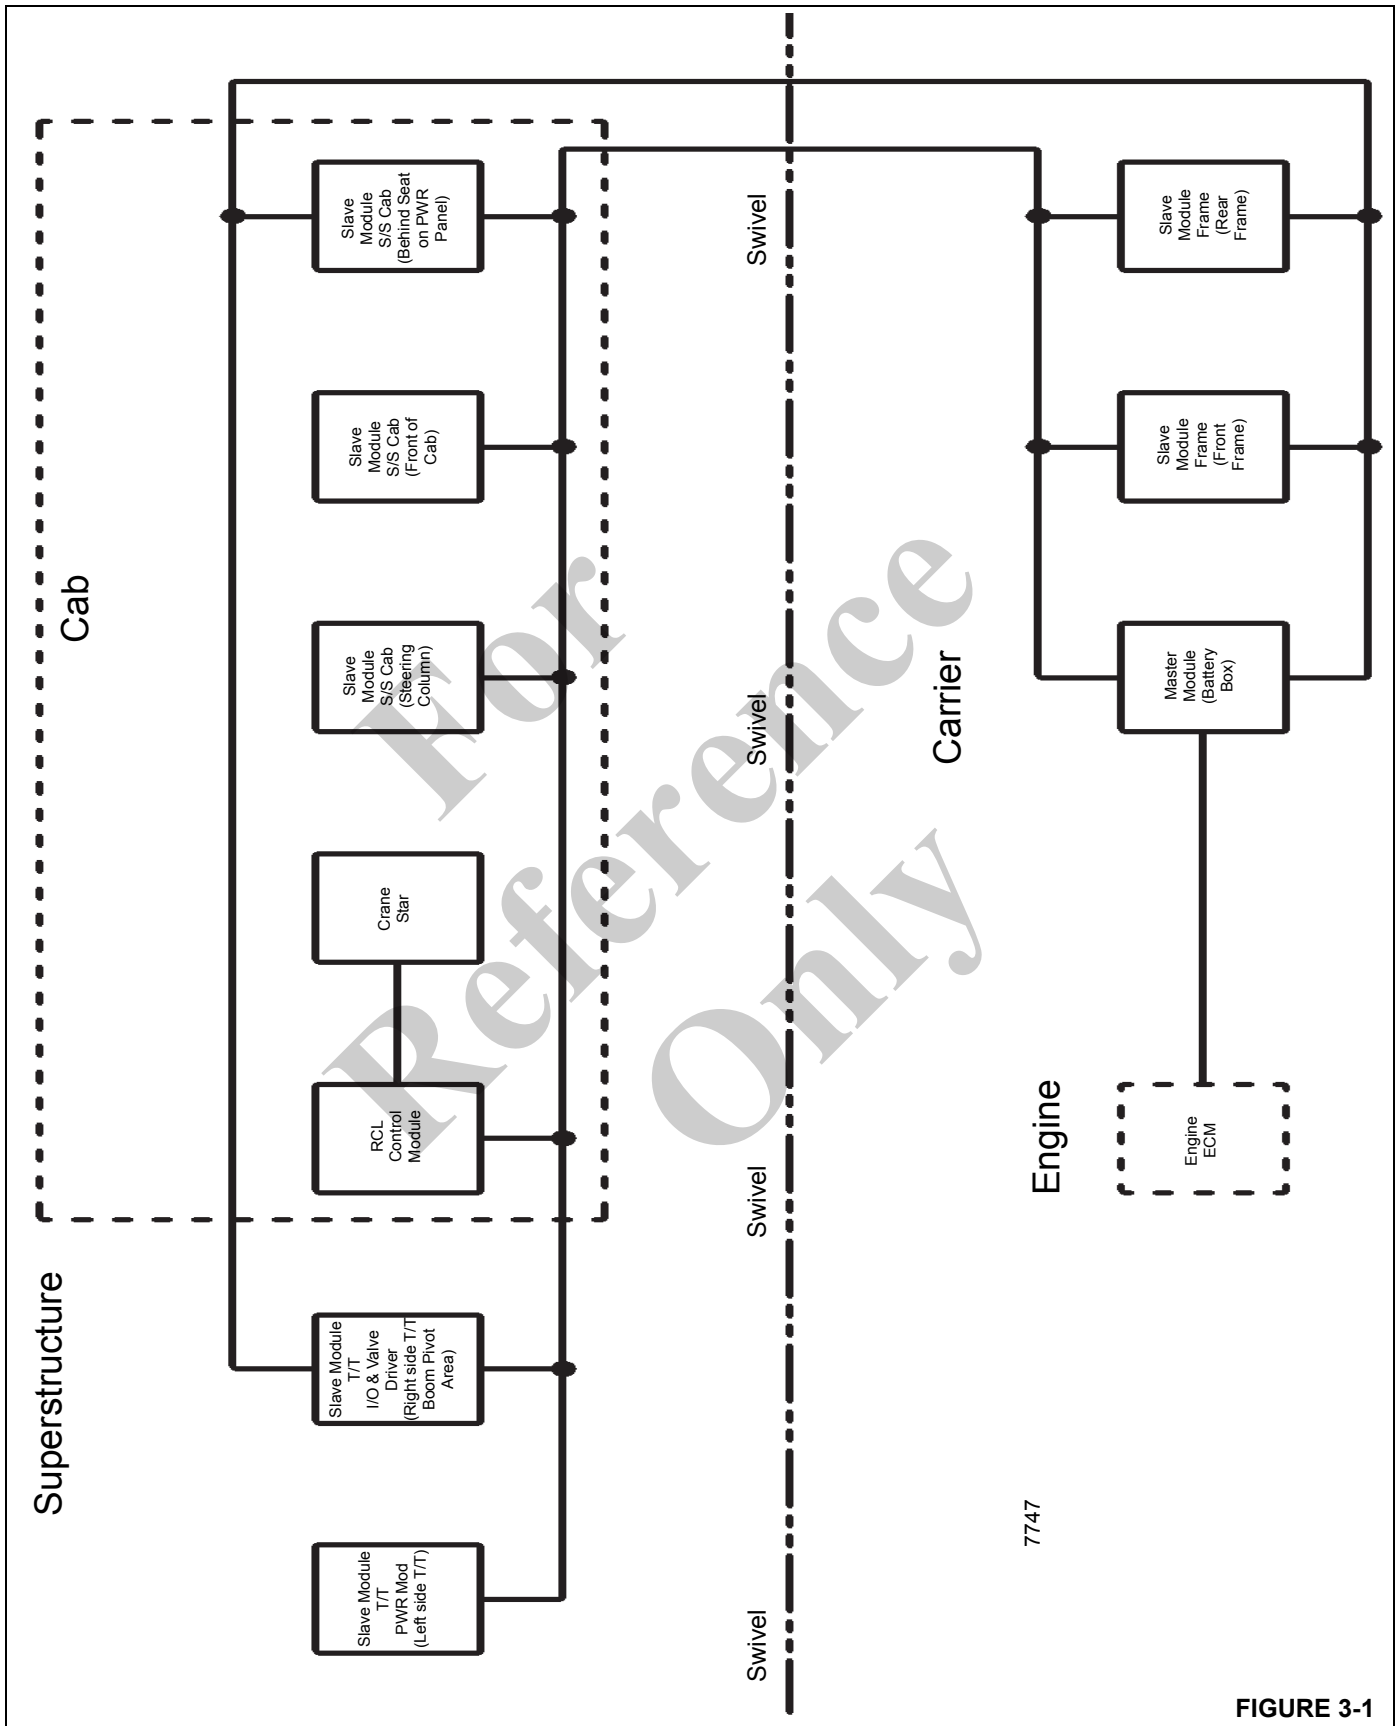 Superstructure
Cab
Slave Module
T/T
PWR Mod
(Left side T/T)
Slave Module
T/T
I/O & Valve
Driver
(Right side T/T
Boom Pivot
Area)
RCL
Control
Module
Crane
Star
Slave
Module
S/S Cab
(Steering
Column)
Slave
Module
S/S Cab
(Front of
Cab)
Slave
Module
S/S Cab
(Behind Seat
on PWR
Panel)
Swivel
Swivel
Swivel
Swivel
Carrier
Engine
Engine
ECM
Master
Module
(Battery
Box)
Slave
Module
Frame
(Front
Frame)
Slave
Module
Frame
(Rear
Frame)
7747
For
Reference
Only
FIGURE 3-1